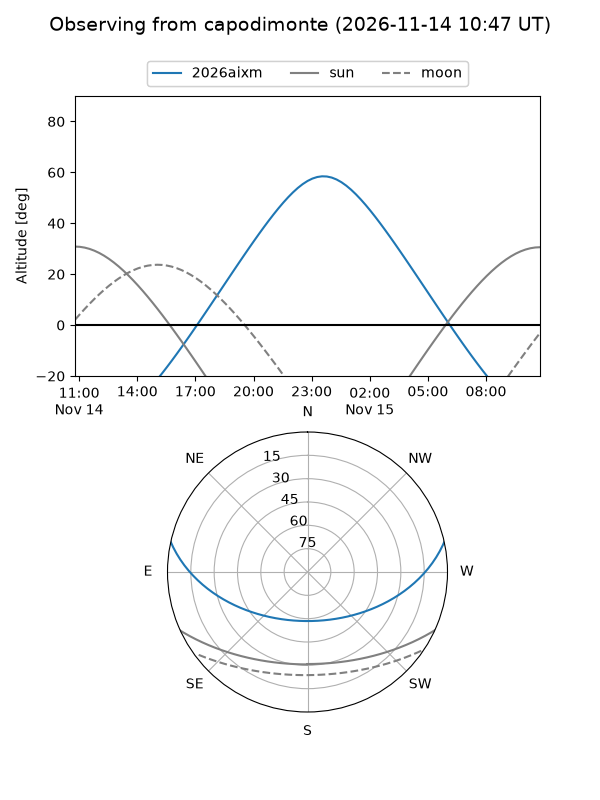 Observing from capodimonte (2026-11-14 10:47 UT)
2026aixm sun moon
80
60
40
20
0
−20
Altitude [deg]
11:00 14:00 17:00 20:00 23:00 02:00 05:00 08:00
Nov 14 Nov 15
N
NE NW
15
30
45
60
75
E W
SE SW
S